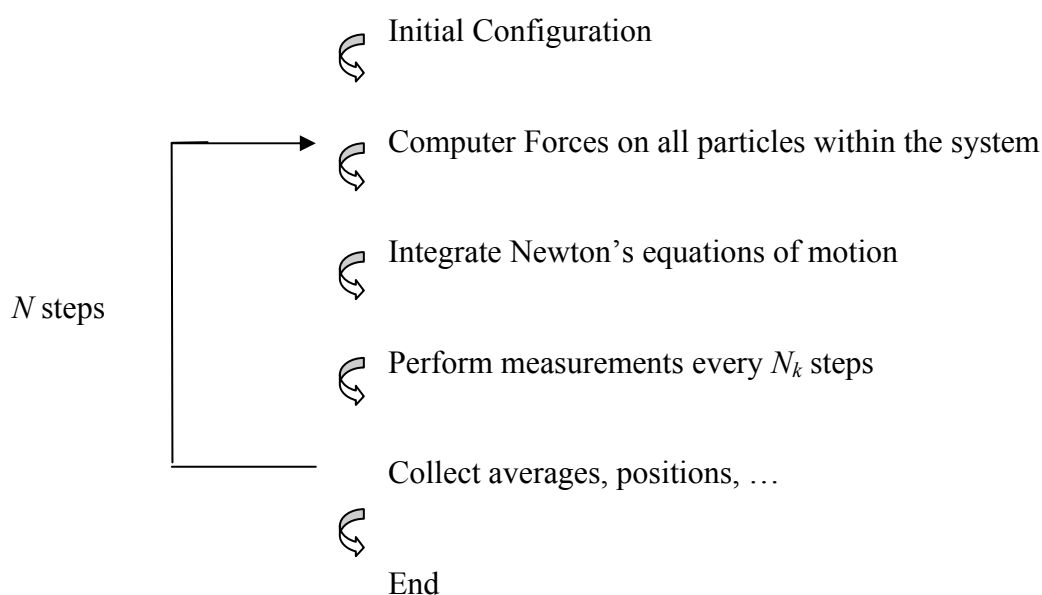 Initial Configuration
Computer Forces on all particles within the system
Integrate Newton’s equations of motion
N steps
Perform measurements every Nk steps
Collect averages, positions, …
End